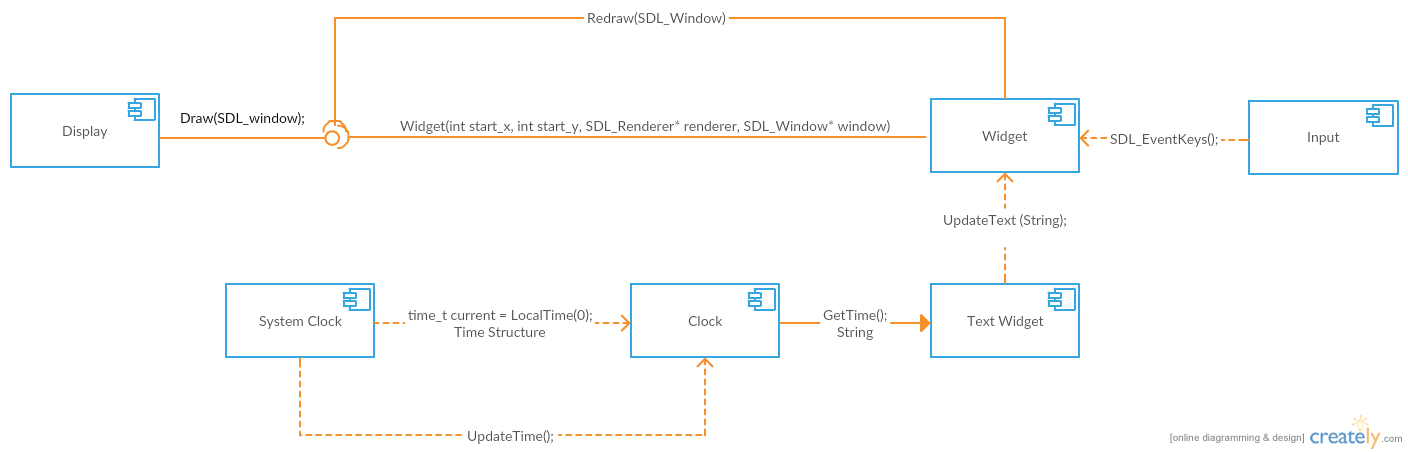 Redraw(SDL_Window)
Display
Draw(SDL_window);
Widget(int start_x, int start_y, SDL_Renderer* renderer, SDL_Window* window)
Widget
SDL_EventKeys();
Input
UpdateText (String);
System Clock
time_t current = LocalTime(0);
Time Structure
Clock
GetTime();
String
Text Widget
UpdateTime();
[online diagramming & design] creately.com